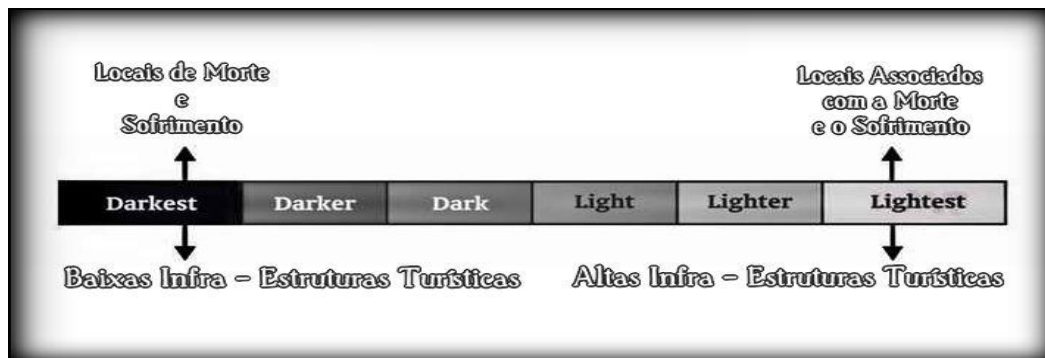 Locais de Morte
e
Sofrimento
Locais Associados
com a Morte
e o Sofrimento
Darkest Darker Dark Light Lighter Lightest
Baixas Infra - Estruturas Turísticas
Altas Infra - Estruturas Turísticas